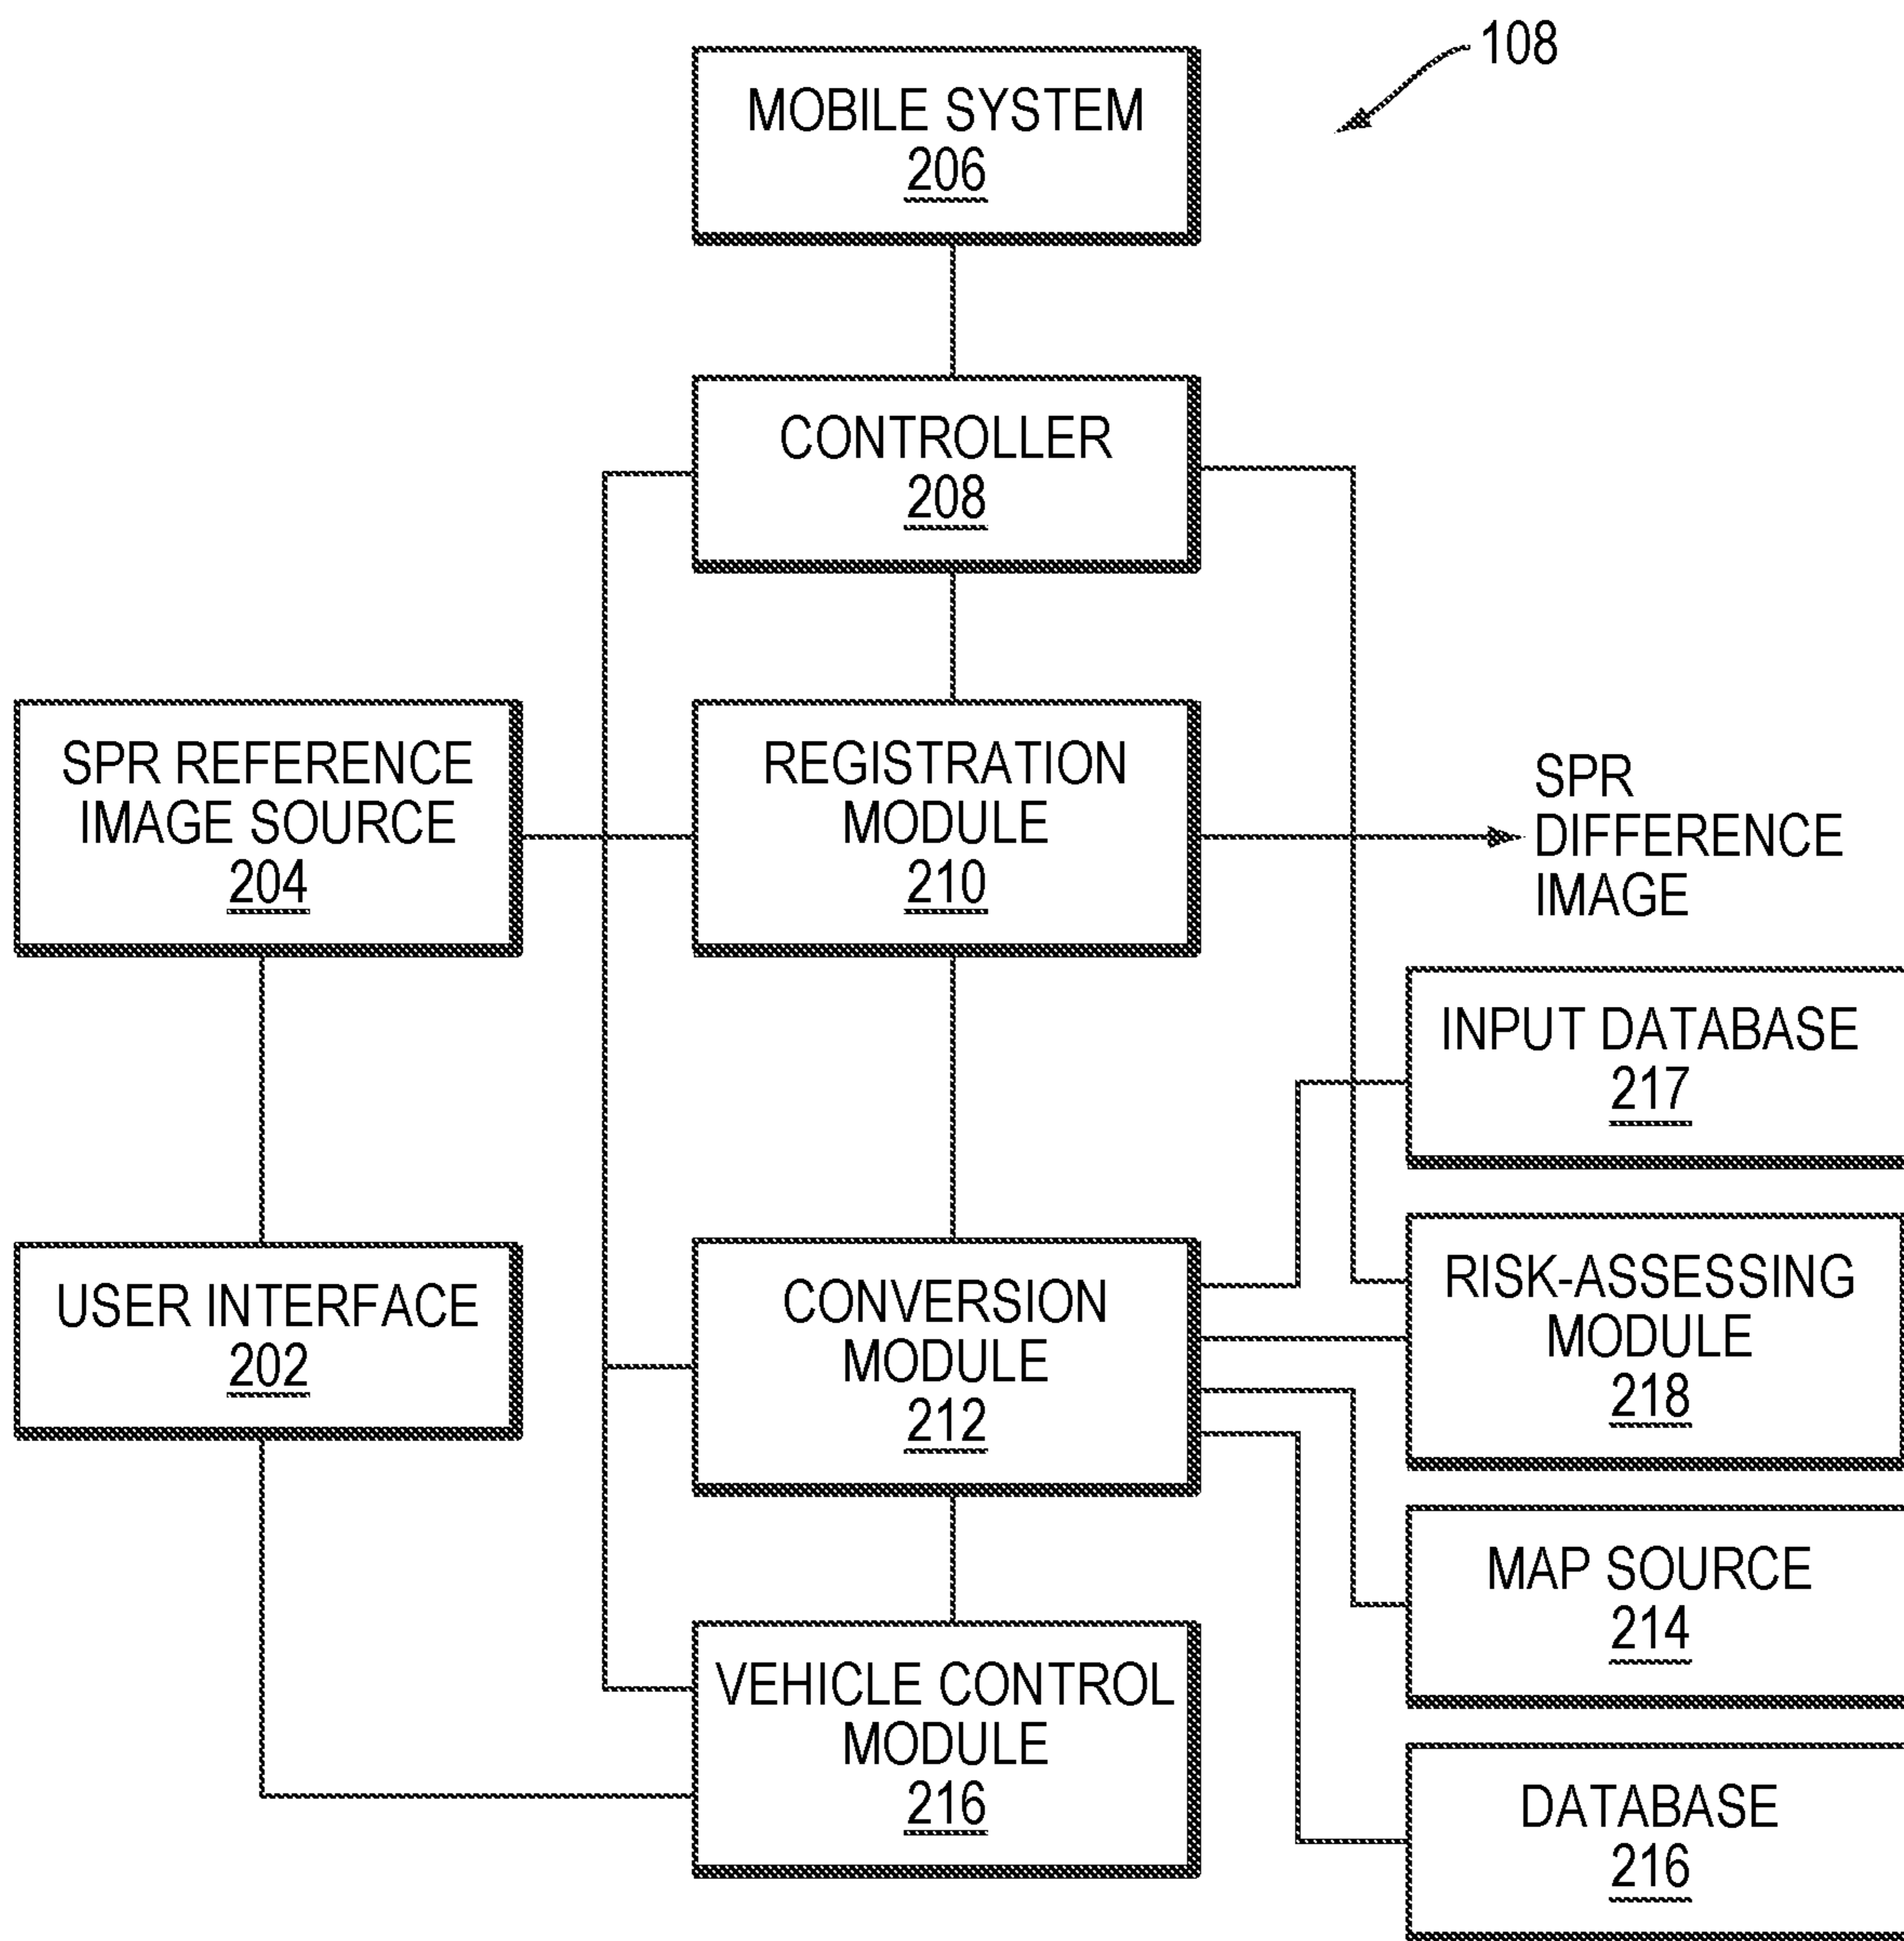 108
MOBILE SYSTEM
206
CONTROLLER
208
SPR REFERENCE
IMAGE SOURCE
204
REGISTRATION
MODULE
210
SPR
DIFFERENCE
IMAGE
INPUT DATABASE
217
USER INTERFACE
202
CONVERSION
MODULE
212
RISK-ASSESSING
MODULE
218
MAP SOURCE
214
VEHICLE CONTROL
MODULE
216
DATABASE
216